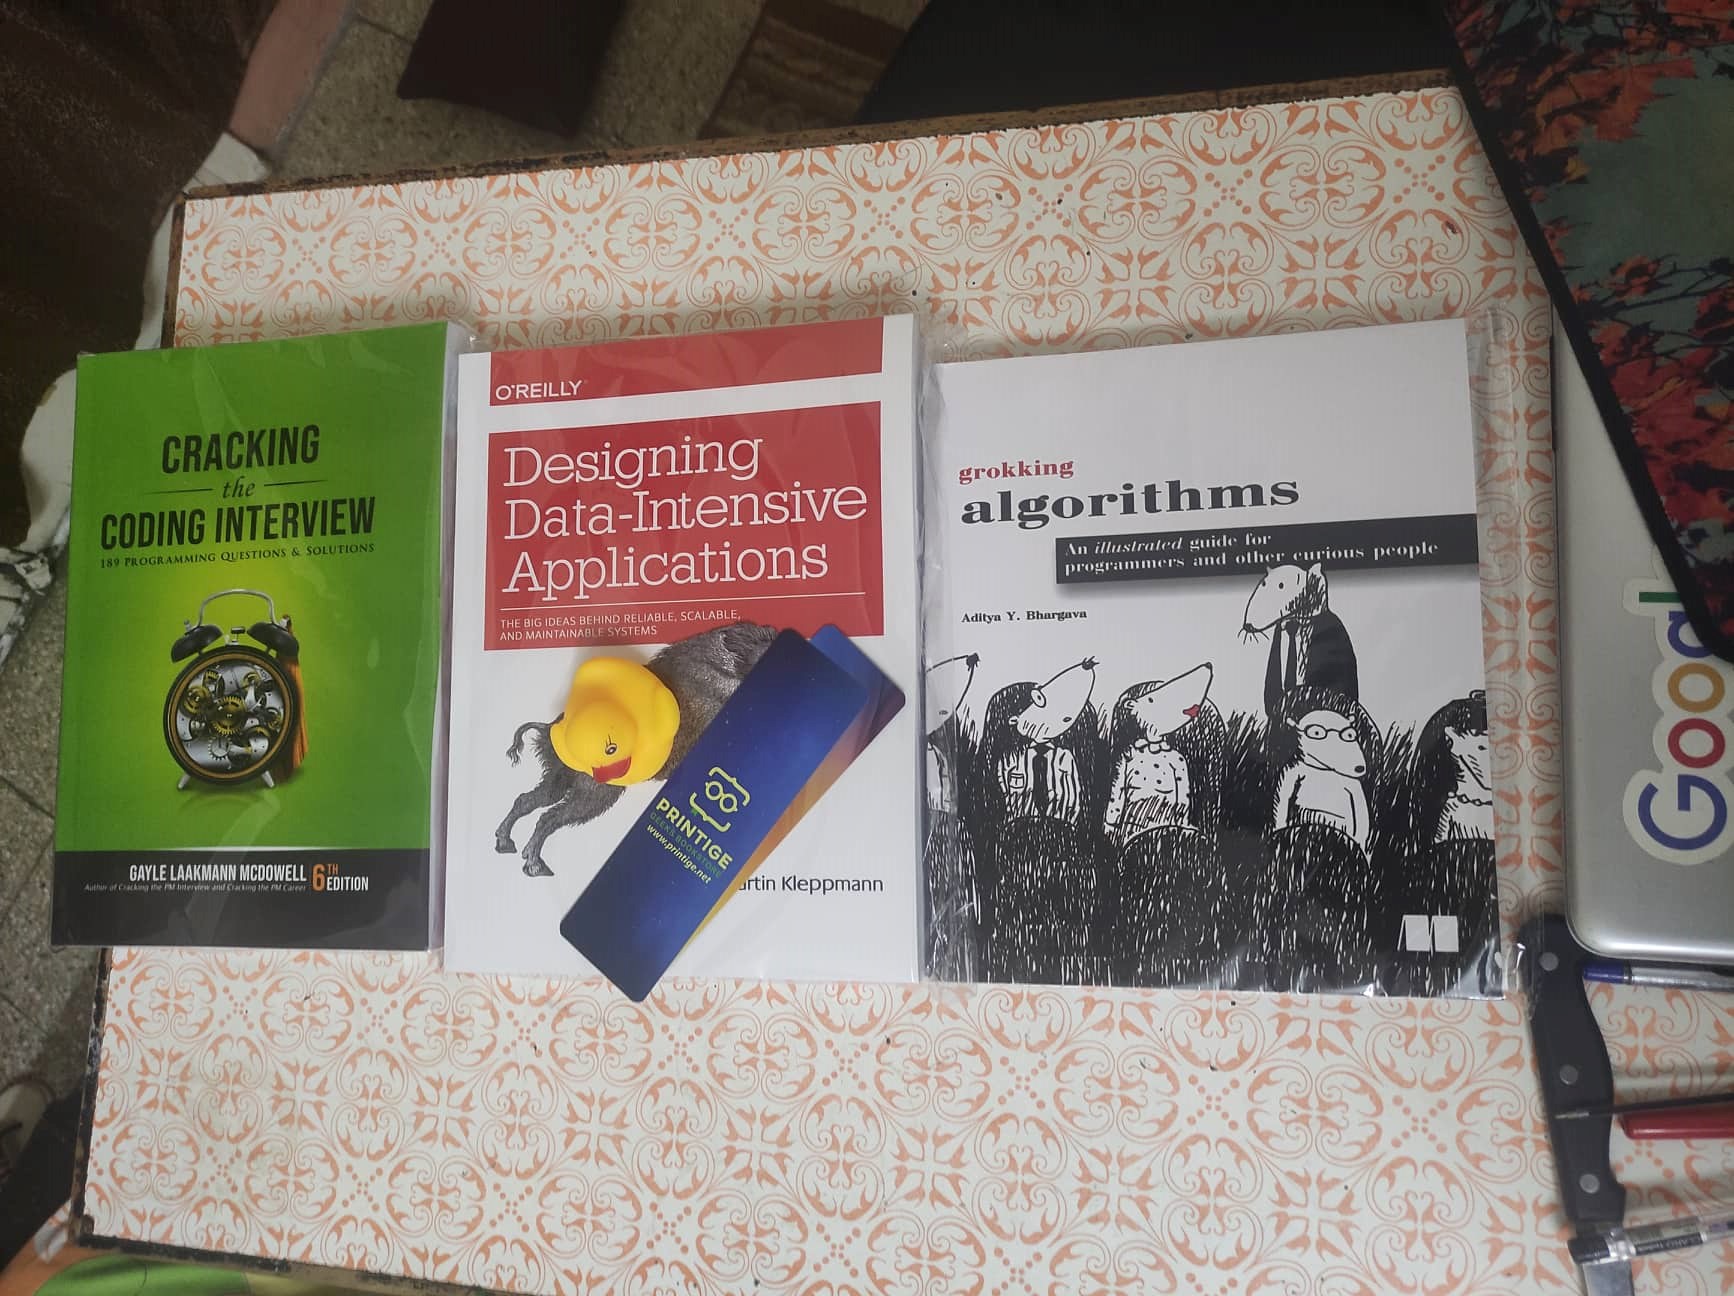 CRACKING
the
CODING INTERVIEW
189 PROGRAMMING QUESTIONS & SOLUTIONS
GAYLE LAAKMANN MCDOWELL
Author of Cracking the PM Interview and Cracking the PM Career
6TH
EDITION
O'REILLY
Designing
Data-Intensive
Applications
THE BIG IDEAS BEHIND RELIABLE, SCALABLE,
AND MAINTAINABLE SYSTEMS
PRINTIGE
GEEKS BOOKSTORE
www.printige.net
artin Kleppmann
grokking
algorithms
An illustrated guide for
programmers and other curious people
Aditya Y. Bhargava
Googl